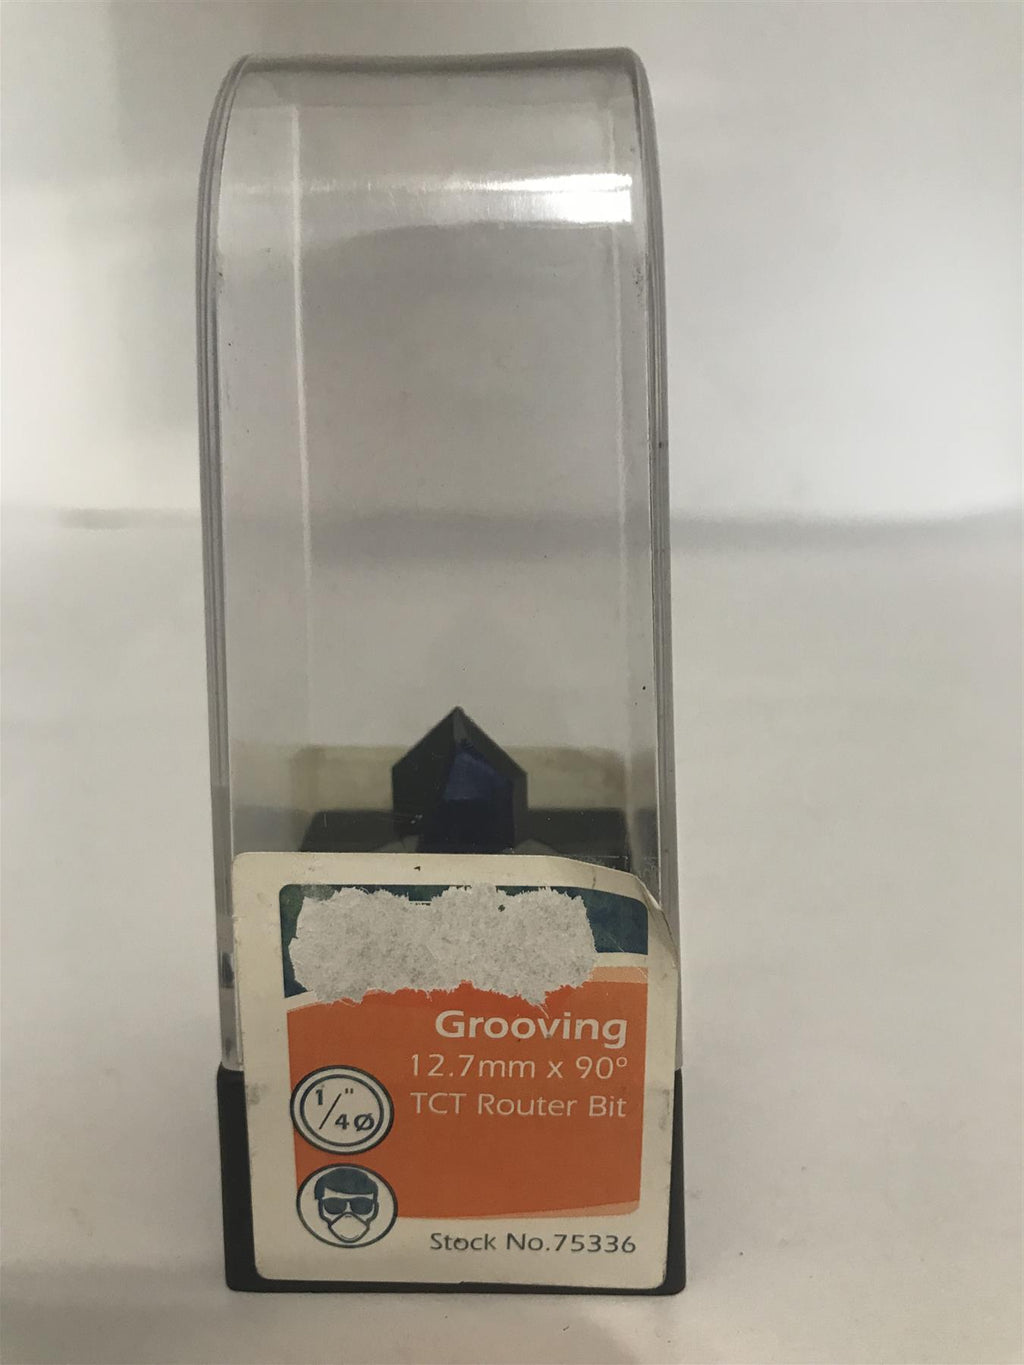 Grooving
12.7mm x 90°
TCT Router Bit
1/4"Ø
Stock No.75336